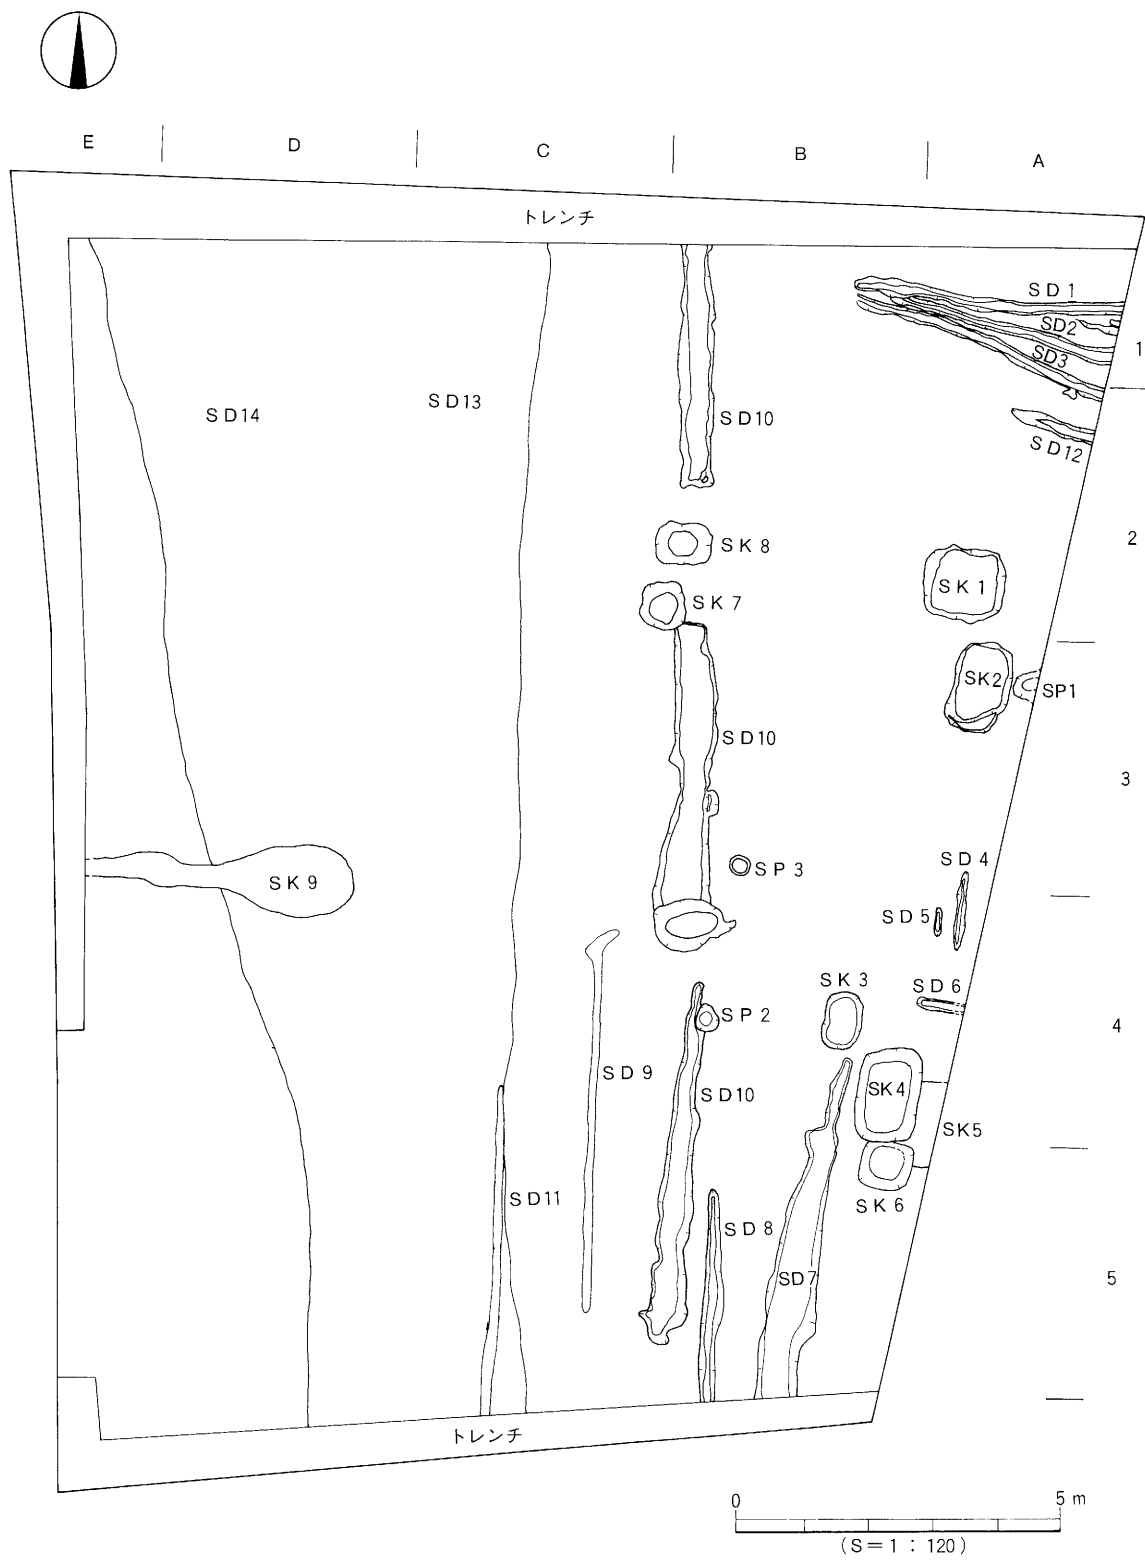 E D C B A
トレンチ
SD1
SD2
SD3
1
SD14
SD13
SD10
SD12
SK8
2
SK1
SK7
SK2
SP1
SD10
3
SP3
SD4
SK9
SD5
SK3
SD6
SP2
4
SD9
SD10
SK4
SK5
SD11
SK6
SD8
SD7
5
トレンチ
0 5m
(S=1:120)